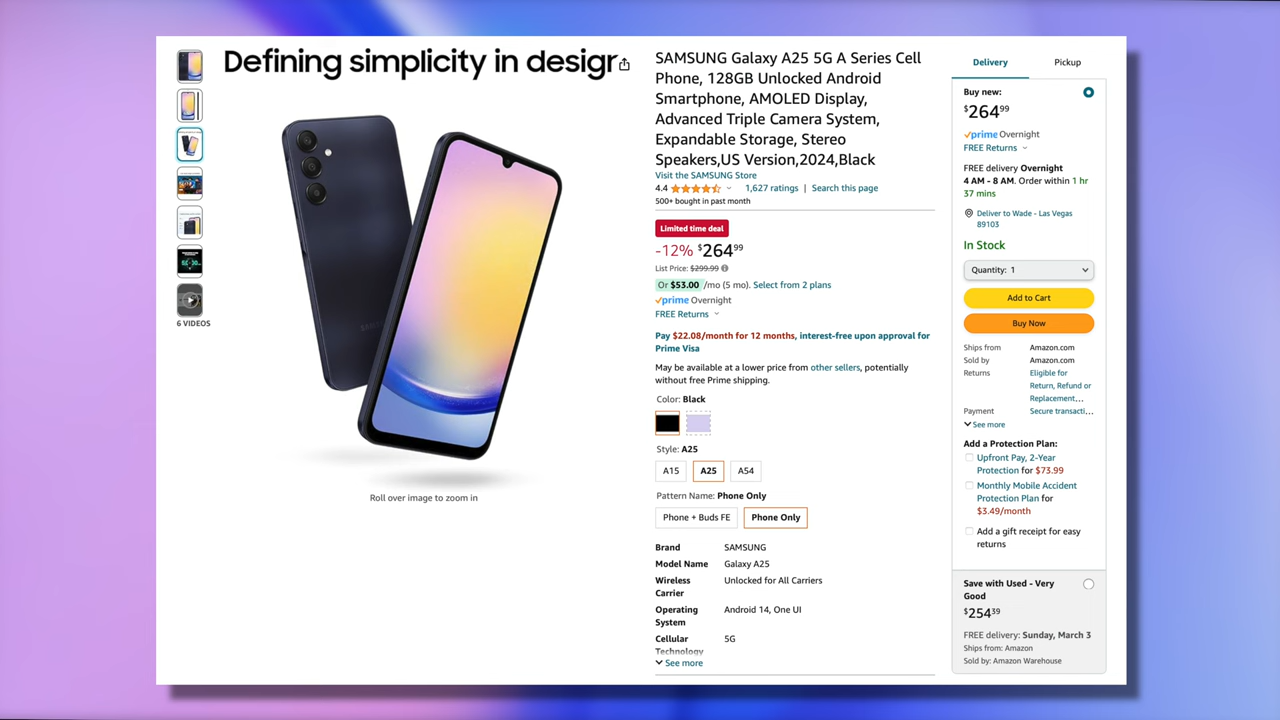 Defining simplicity in desigr
6 VIDEOS
Roll over image to zoom in
SAMSUNG Galaxy A25 5G A Series Cell
Phone, 128GB Unlocked Android
Smartphone, AMOLED Display,
Advanced Triple Camera System,
Expandable Storage, Stereo
Speakers,US Version,2024,Black
Visit the SAMSUNG Store
4.4 1,627 ratings | Search this page
500+ bought in past month
Limited time deal
-12% $264.99
List Price: $299.99
Or $53.00 /mo (5 mo). Select from 2 plans
prime Overnight
FREE Returns
Pay $22.08/month for 12 months, interest-free upon approval for
Prime Visa
May be available at a lower price from other sellers, potentially
without free Prime shipping.
Color: Black
Style: A25
A15 A25 A54
Pattern Name: Phone Only
Phone + Buds FE Phone Only
Brand SAMSUNG
Model Name Galaxy A25
Wireless Unlocked for All Carriers
Carrier
Operating Android 14, One UI
System
Cellular 5G
Technology
See more
Delivery Pickup
Buy new:
$264.99
prime Overnight
FREE Returns
FREE delivery Overnight
4 AM - 8 AM. Order within 1 hr
37 mins
Deliver to Wade - Las Vegas
89103
In Stock
Quantity: 1
Add to Cart
Buy Now
Ships from Amazon.com
Sold by Amazon.com
Returns Eligible for
Return, Refund or
Replacement...
Payment Secure transacti...
See more
Add a Protection Plan:
Upfront Pay, 2-Year
Protection for $73.99
Monthly Mobile Accident
Protection Plan for
$3.49/month
Add a gift receipt for easy
returns
Save with Used - Very
Good
$254.39
FREE delivery: Sunday, March 3
Ships from: Amazon
Sold by: Amazon Warehouse